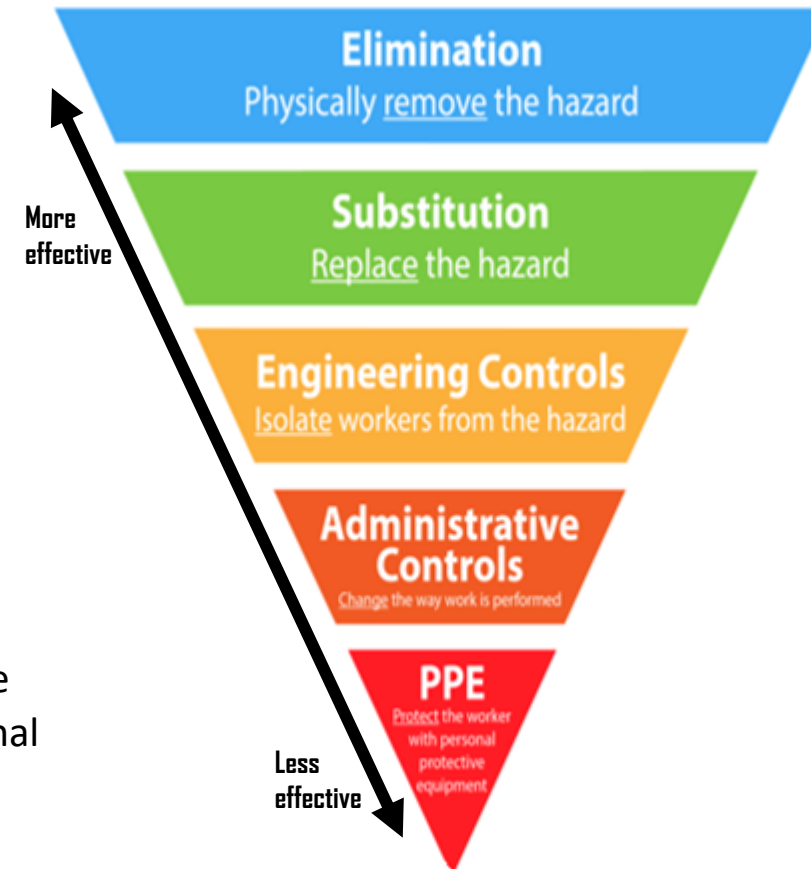 Elimination
Physically remove the hazard
Substitution
Replace the hazard
More
effective
Engineering Controls
Isolate workers from the hazard
Administrative
Controls
Change the way work is performed
PPE
Protect the worker
with personal
protective
equipment
Less
effective
e
nal